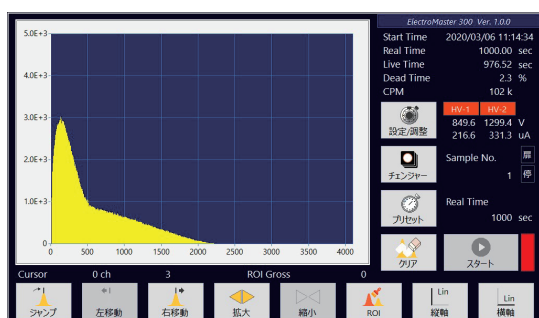 ElectroMaster 300 Ver. 1.0.0
Start Time 2020/03/06 11:14:34
Real Time 1000.00 sec
Live Time 976.52 sec
Dead Time 2.3 %
CPM 102 k
HV-1 HV-2
849.6 1299.4 V
216.6 331.3 uA
設定/調整
Sample No. 扉
1 停
チェンジャー
Real Time
1000 sec
プリセット
クリア
スタート
5.0E+3
4.0E+3
3.0E+3
2.0E+3
1.0E+3
0
0 500 1000 1500 2000 2500 3000 3500 4000
Cursor 0 ch 3 ROI Gross 0
ジャンプ 左移動 右移動 拡大 縮小 ROI Lin 縦軸 Lin 横軸